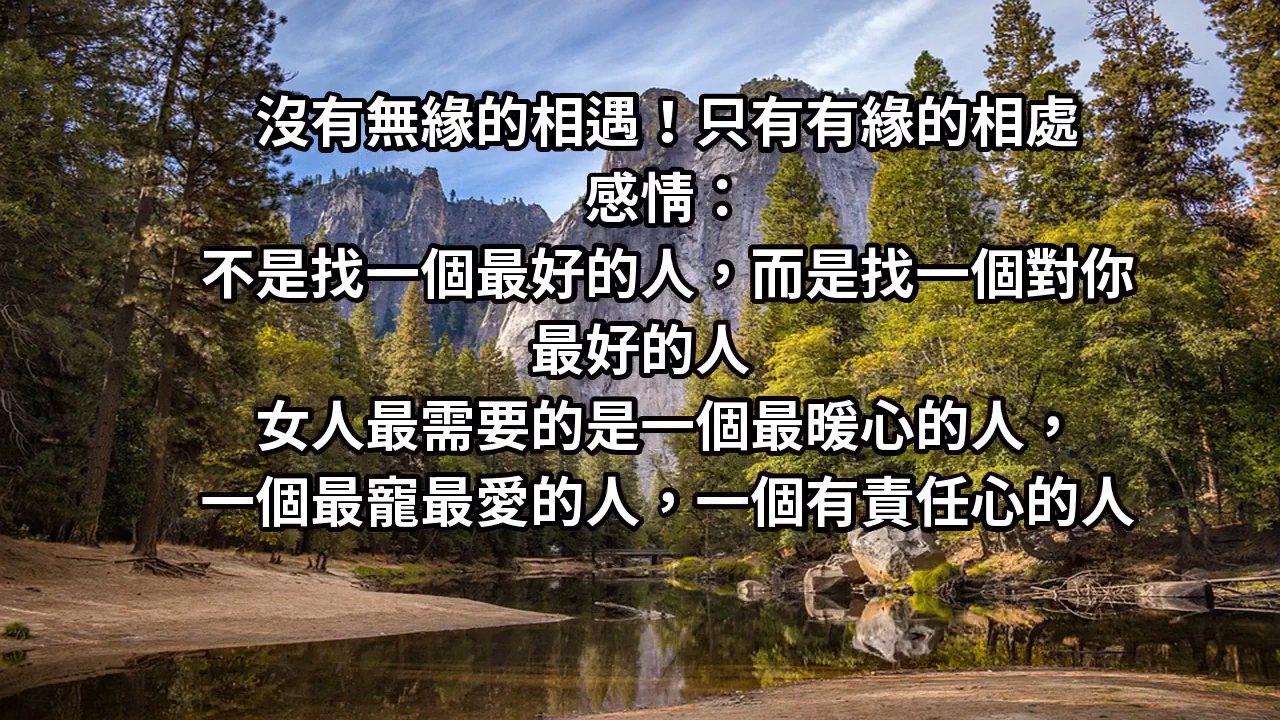 沒有無緣的相遇！只有有緣的相處
感情：
不是找一個最好的人，而是找一個對你
最好的人
女人最需要的是一個最暖心的人，
一個最寵最愛的人，一個有責任心的人